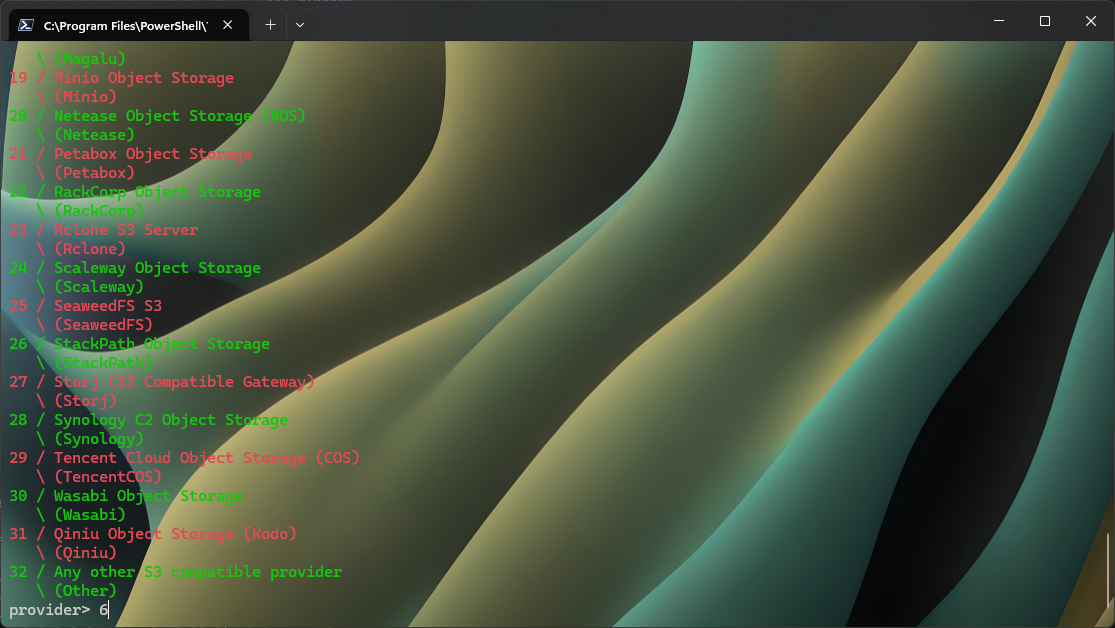 C:\Program Files\PowerShell\
\ (Magalu)
19 / Minio Object Storage
\ (Minio)
20 / Netease Object Storage (NOS)
\ (Netease)
21 / Petabox Object Storage
\ (Petabox)
22 / RackCorp Object Storage
\ (RackCorp)
23 / Rclone S3 Server
\ (Rclone)
24 / Scaleway Object Storage
\ (Scaleway)
25 / SeaweedFS S3
\ (SeaweedFS)
26 / StackPath Object Storage
\ (StackPath)
27 / Storj (S3 Compatible Gateway)
\ (Storj)
28 / Synology C2 Object Storage
\ (Synology)
29 / Tencent Cloud Object Storage (COS)
\ (TencentCOS)
30 / Wasabi Object Storage
\ (Wasabi)
31 / Qiniu Object Storage (Kodo)
\ (Qiniu)
32 / Any other S3 compatible provider
\ (Other)
provider> 6